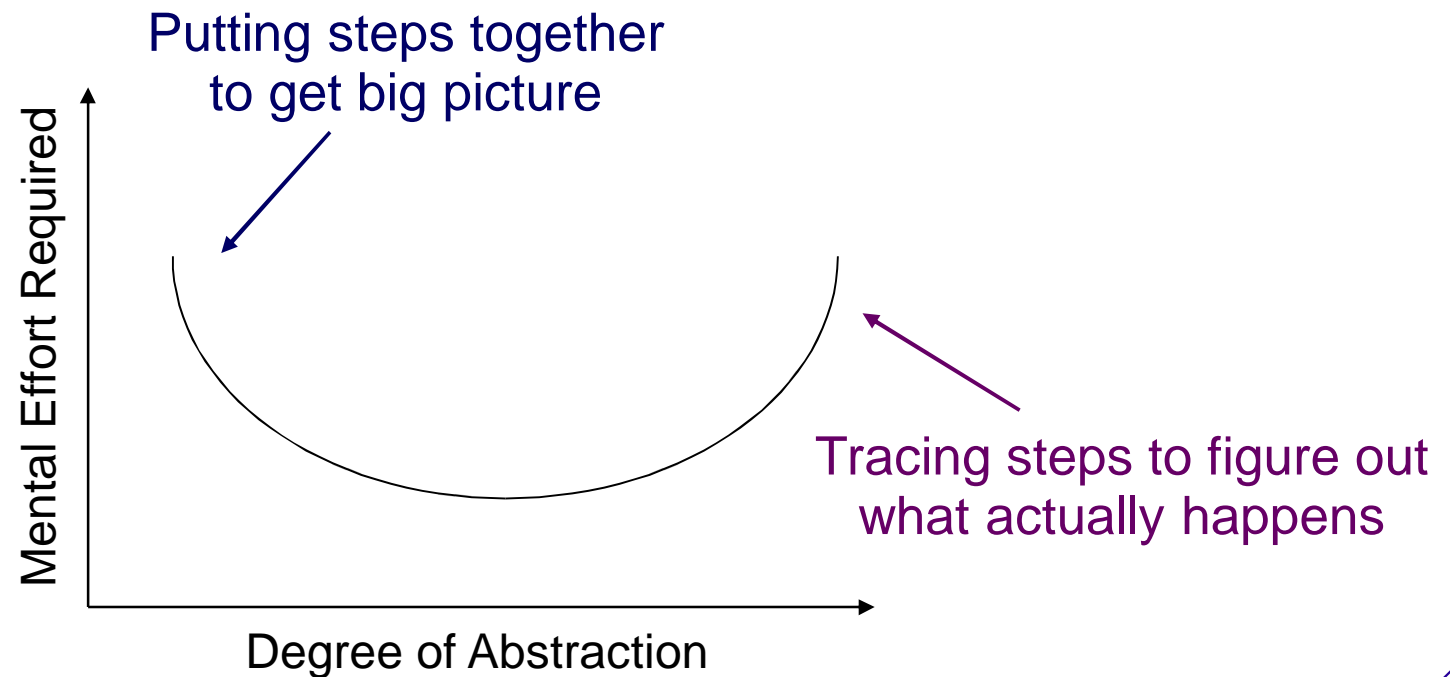 Putting steps together
to get big picture
Mental Effort Required
Tracing steps to figure out
what actually happens
Degree of Abstraction